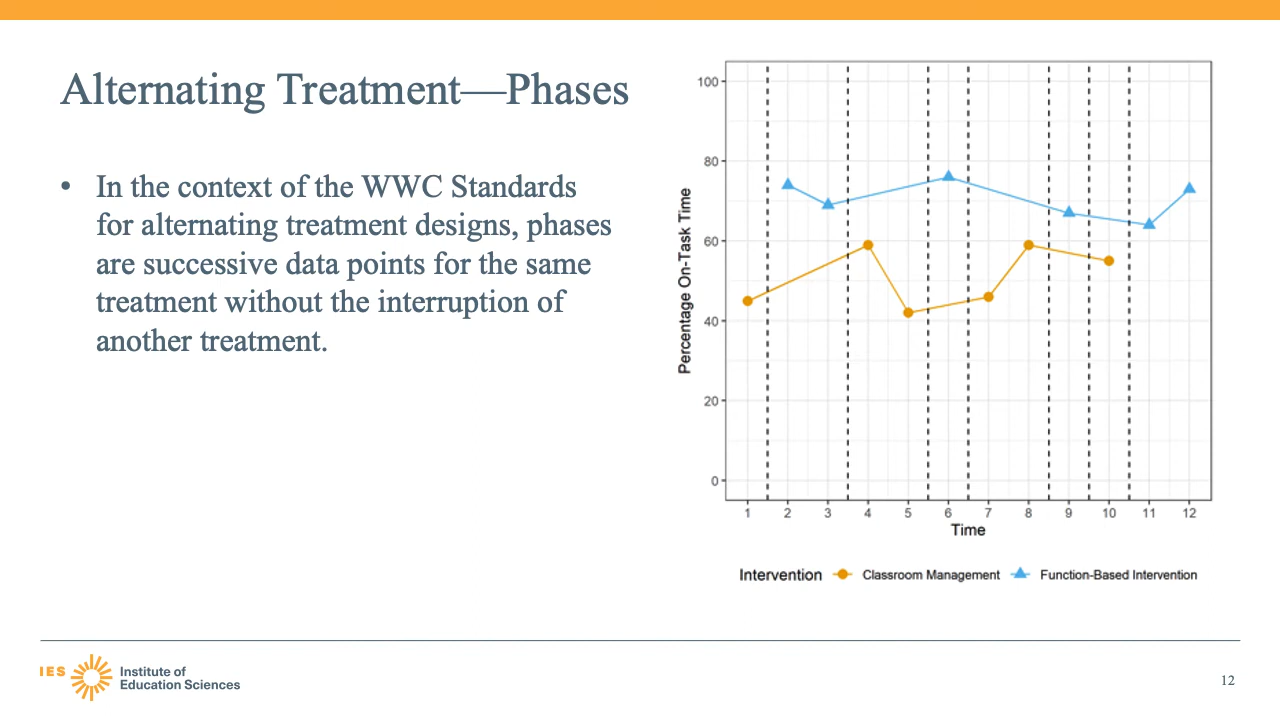 Alternating Treatment—Phases
• In the context of the WWC Standards
for alternating treatment designs, phases
are successive data points for the same
treatment without the interruption of
another treatment.
100
80
60
40
20
0
Percentage On-Task Time
1 2 3 4 5 6 7 8 9 10 11 12
Time
Intervention Classroom Management Function-Based Intervention
IES Institute of
Education Sciences
12